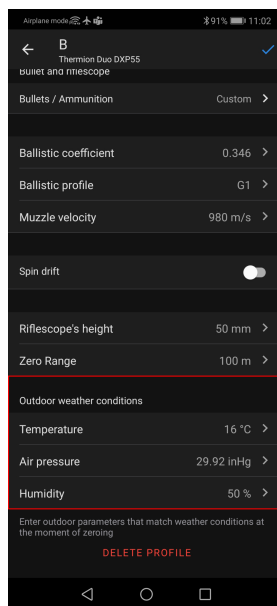 Airplane mode 91% 11:02
B
Thermion Duo DXP55
Bullet and riflescope
Bullets / Ammunition Custom
Ballistic coefficient 0.346
Ballistic profile G1
Muzzle velocity 980 m/s
Spin drift
Riflescope's height 50 mm
Zero Range 100 m
Outdoor weather conditions
Temperature 16 °C
Air pressure 29.92 inHg
Humidity 50 %
Enter outdoor parameters that match weather conditions at
the moment of zeroing
DELETE PROFILE